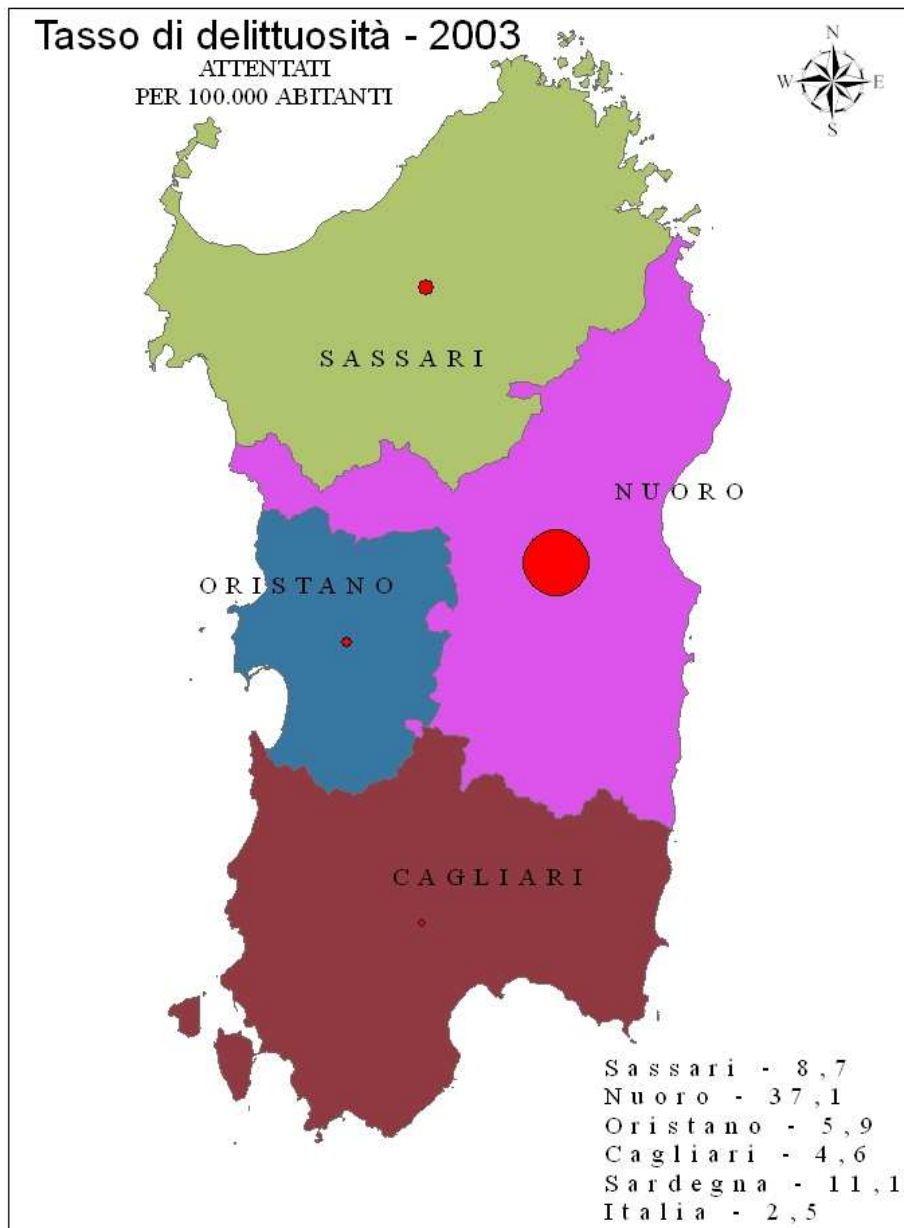 Tasso di delittuosità - 2003
ATTENTATI
PER 100.000 ABITANTI
N
W E
S
SASSARI
NUORO
ORISTANO
CAGLIARI
Sassari - 8,7
Nuoro - 37,1
Oristano - 5,9
Cagliari - 4,6
Sardegna - 11,1
Italia - 2,5